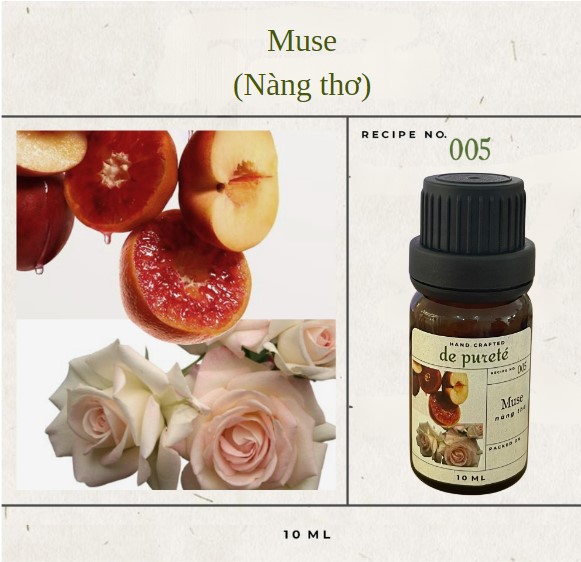 Muse
(Nàng thơ)
RECIPE NO.
005
HAND CRAFTED
de pureté
RECIPE NO. 005
Muse
nàng thơ
PACKED ON
10 ML
10 ML